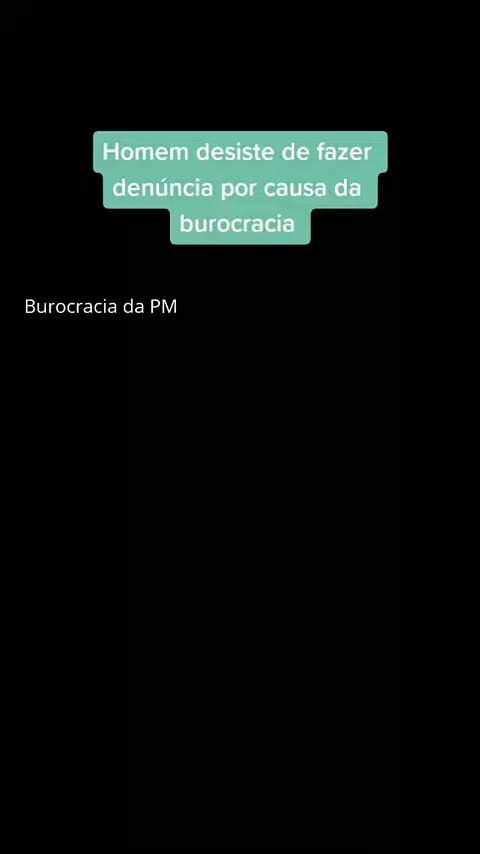 Homem desiste de fazer
denúncia por causa da
burocracia
Burocracia da PM